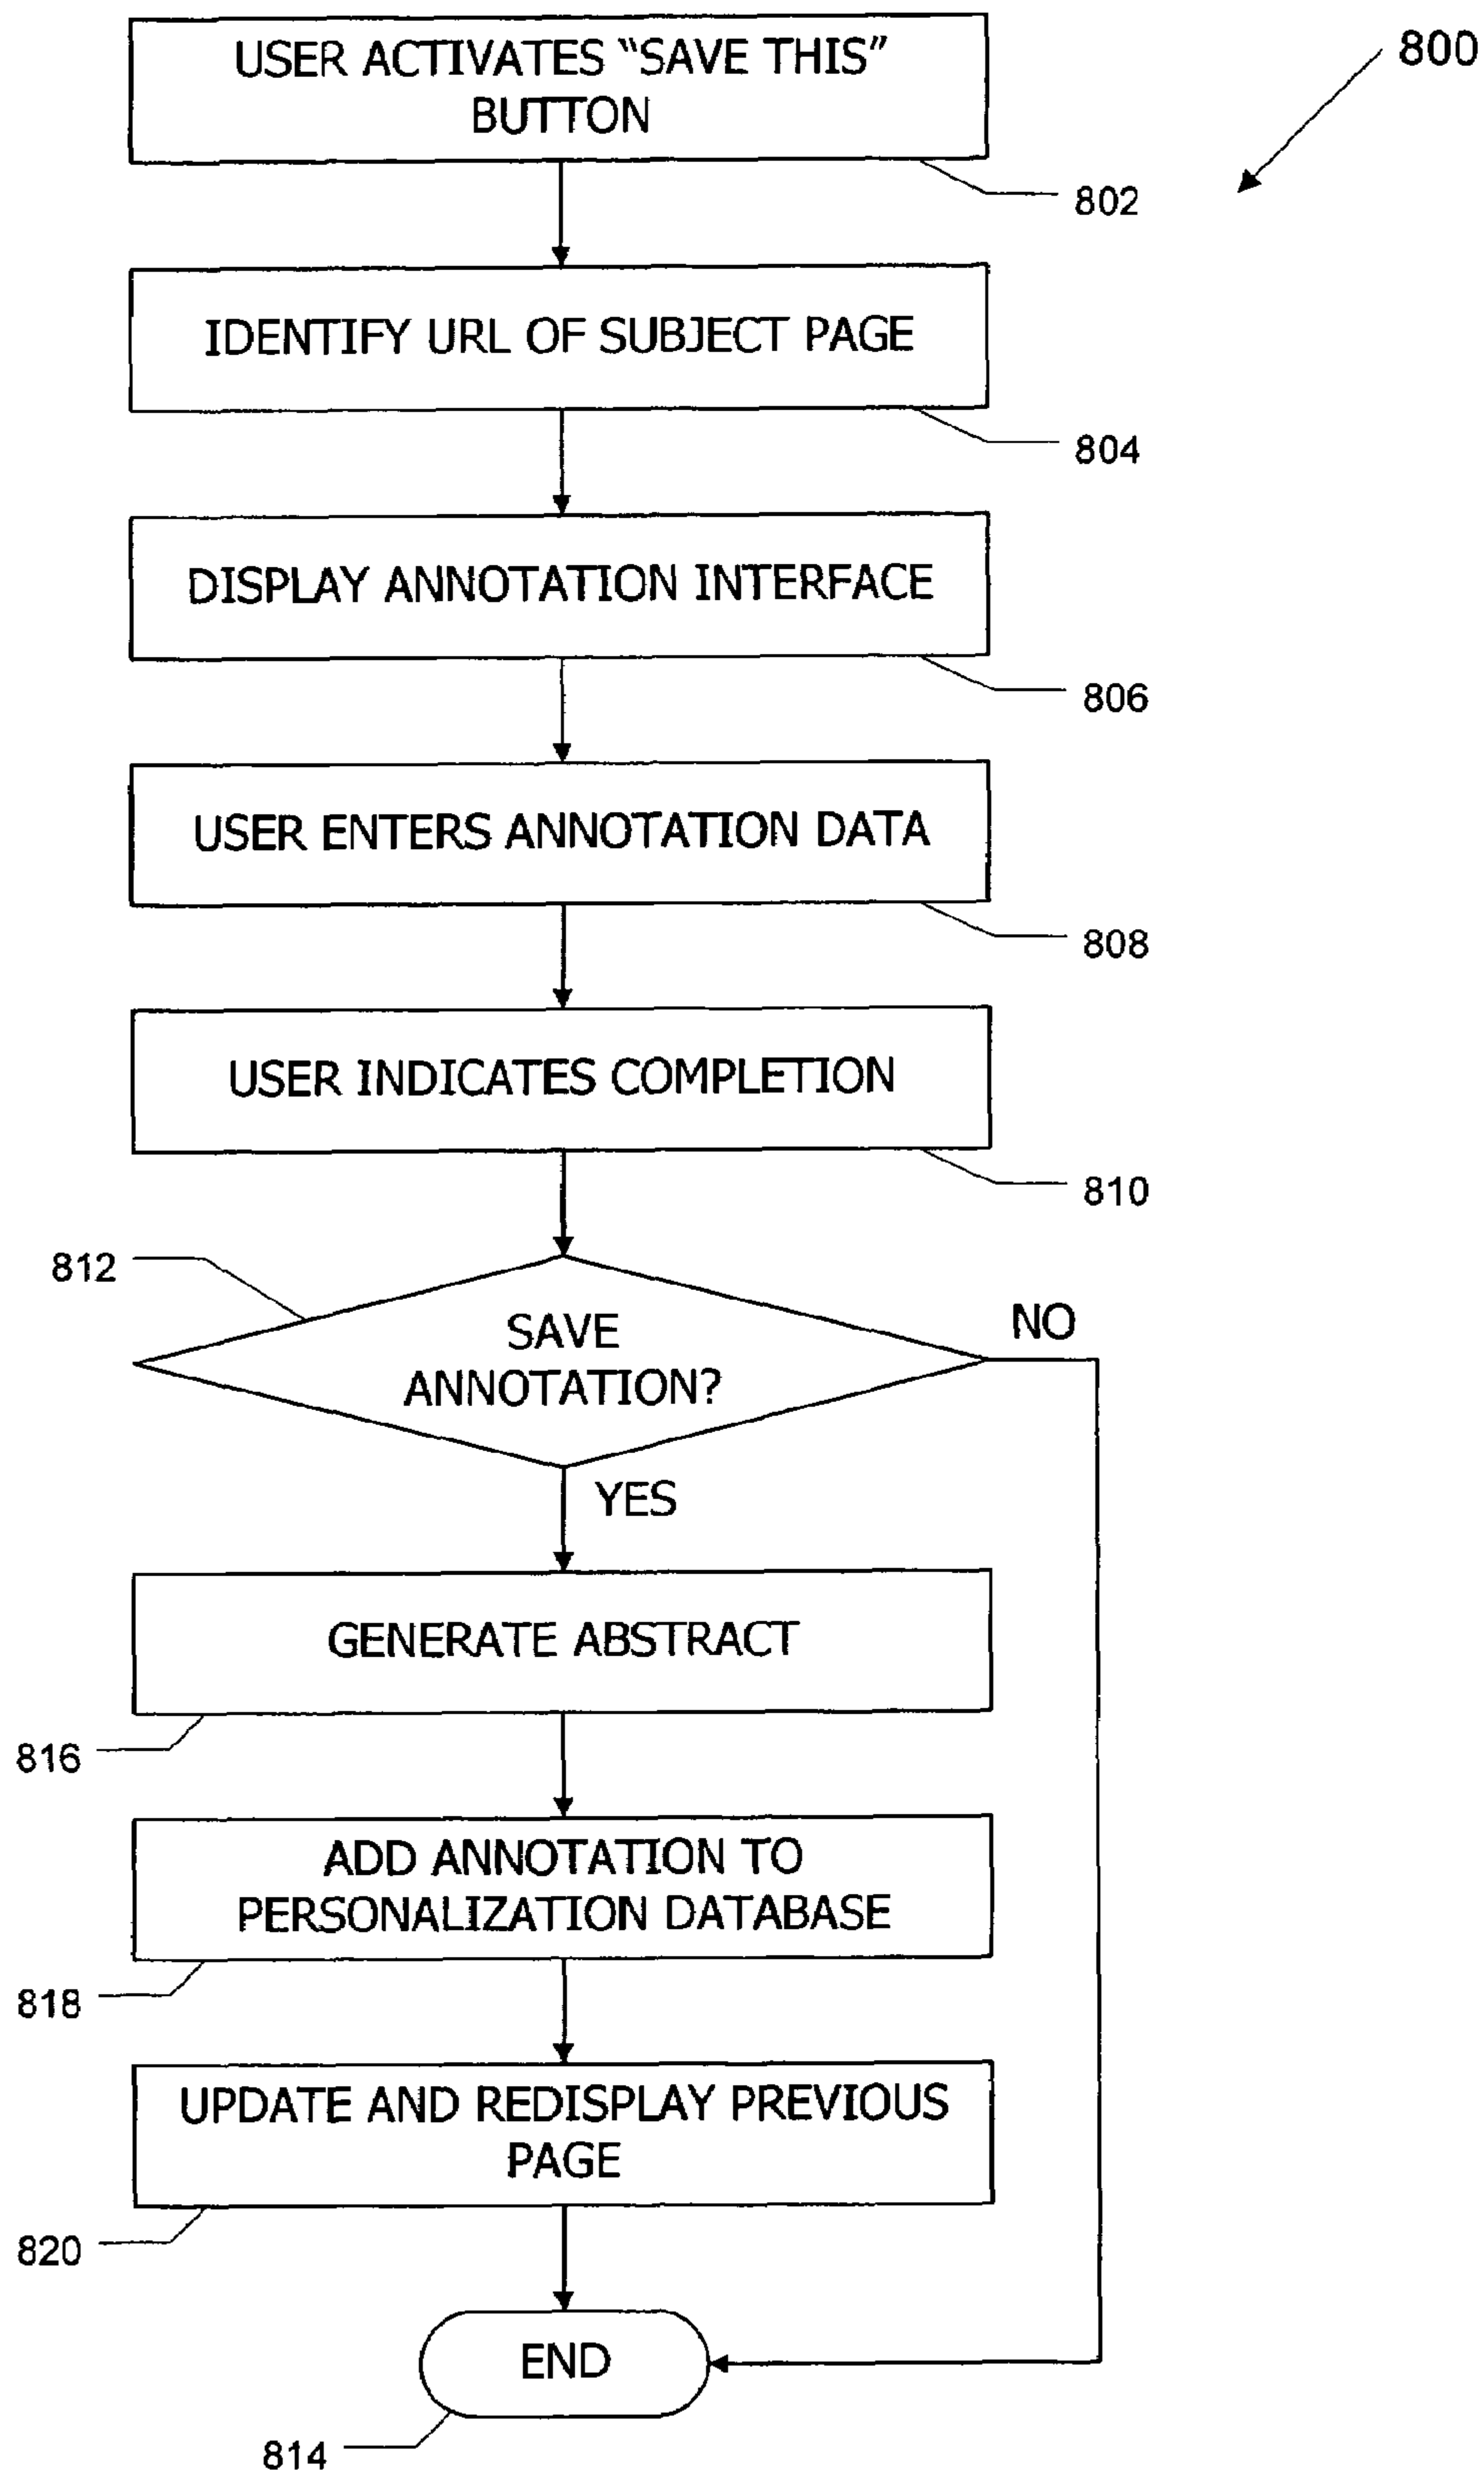 800
USER ACTIVATES “SAVE THIS”
BUTTON
802
IDENTIFY URL OF SUBJECT PAGE
804
DISPLAY ANNOTATION INTERFACE
806
USER ENTERS ANNOTATION DATA
808
USER INDICATES COMPLETION
810
812
SAVE
ANNOTATION?
NO
YES
GENERATE ABSTRACT
816
ADD ANNOTATION TO
PERSONALIZATION DATABASE
818
UPDATE AND REDISPLAY PREVIOUS
PAGE
820
END
814